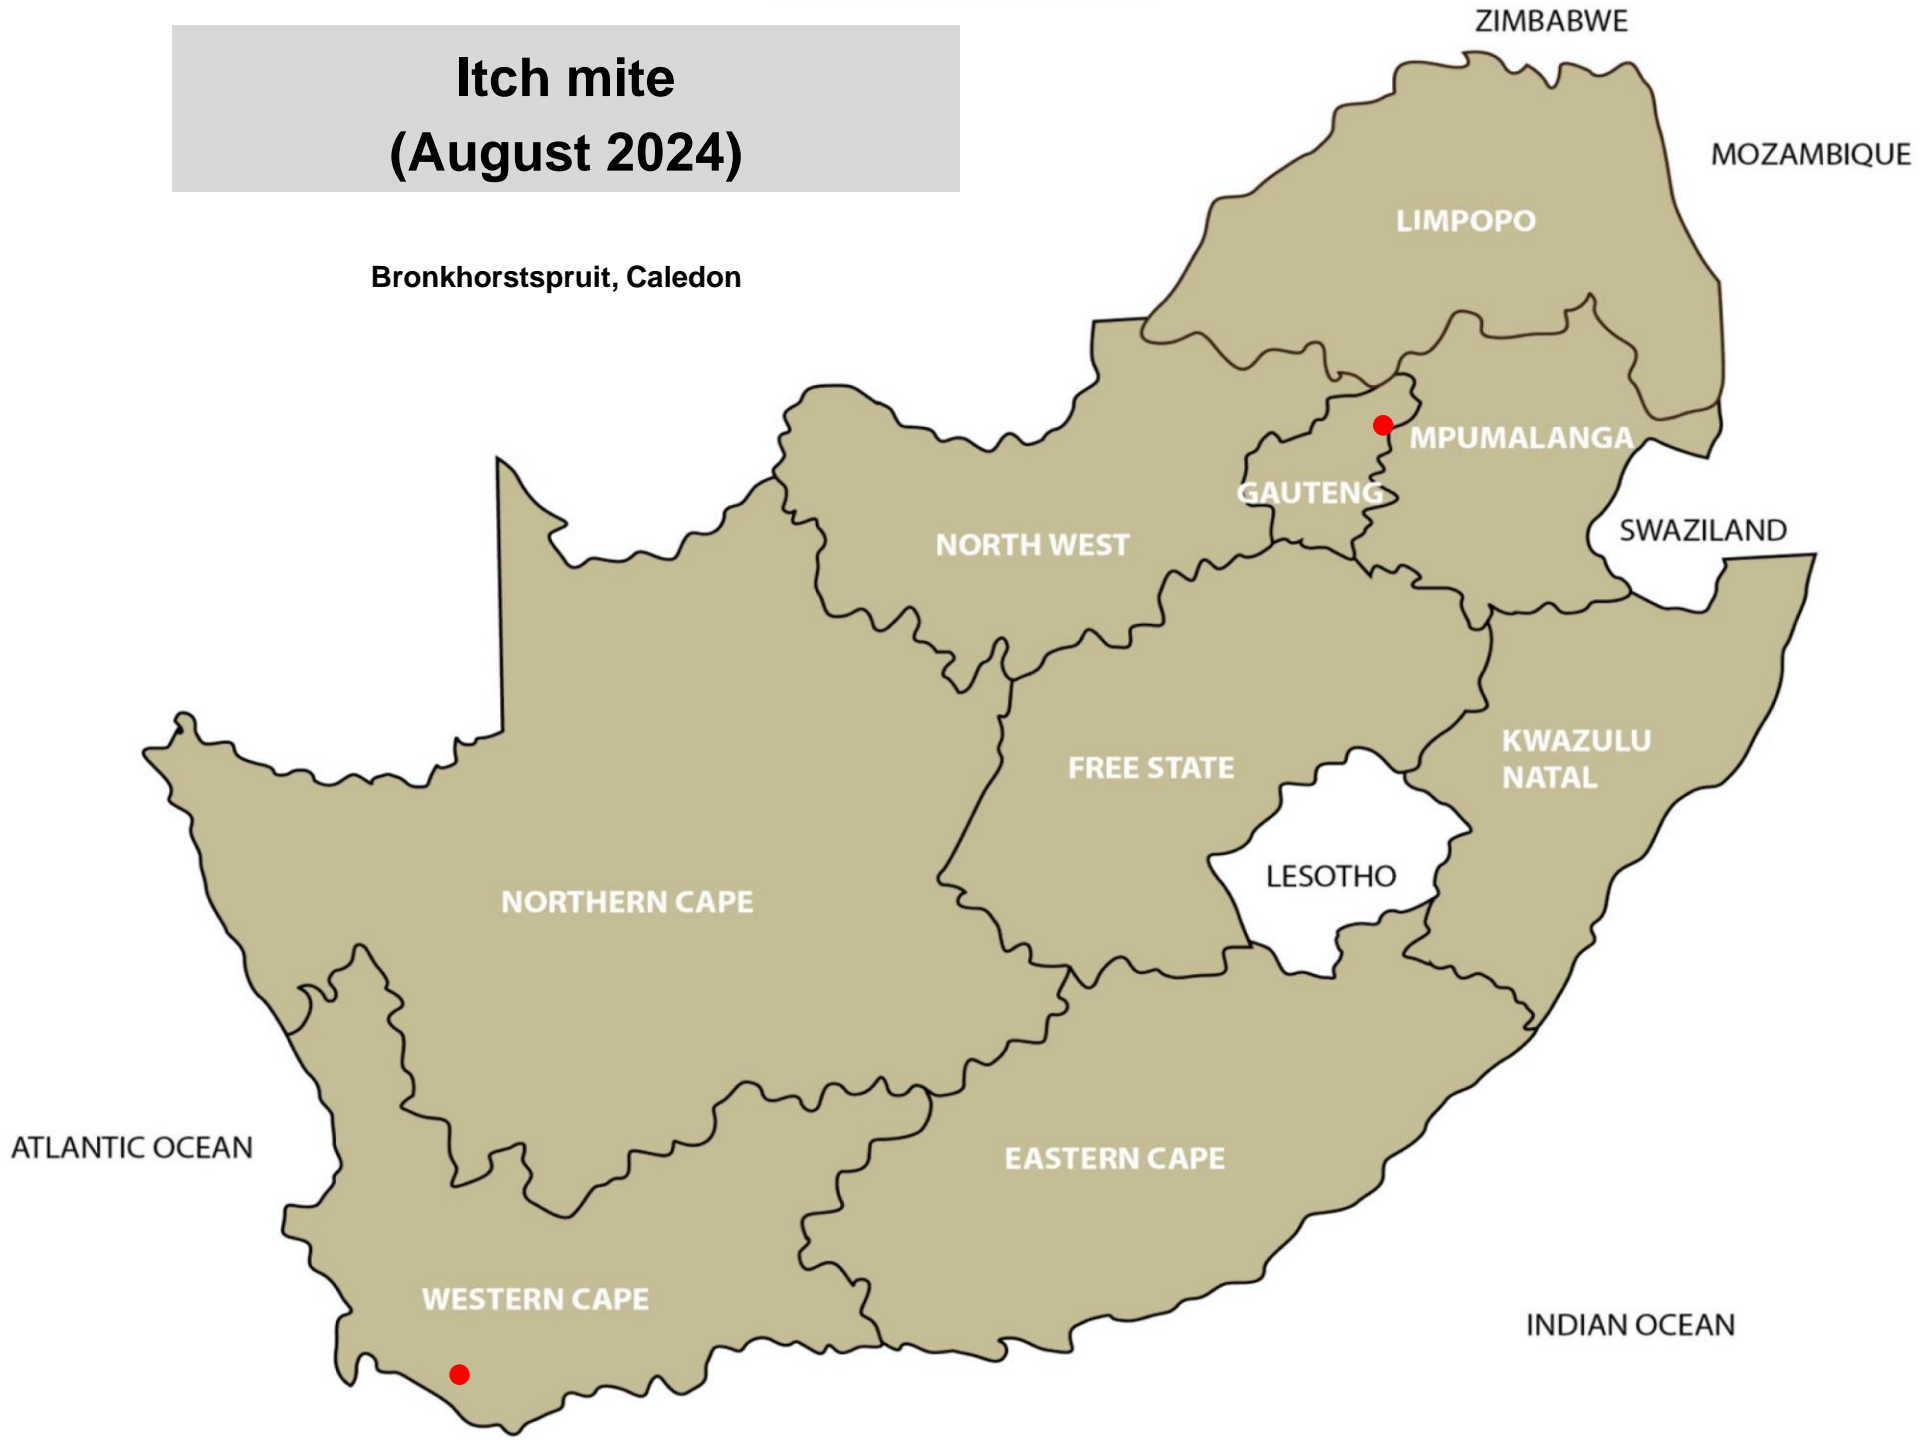 Itch mite
(August 2024)
Bronkhorstspruit, Caledon
ZIMBABWE
MOZAMBIQUE
LIMPOPO
MPUMALANGA
GAUTENG
SWAZILAND
NORTH WEST
KWAZULU
NATAL
FREE STATE
LESOTHO
NORTHERN CAPE
ATLANTIC OCEAN
EASTERN CAPE
WESTERN CAPE
INDIAN OCEAN